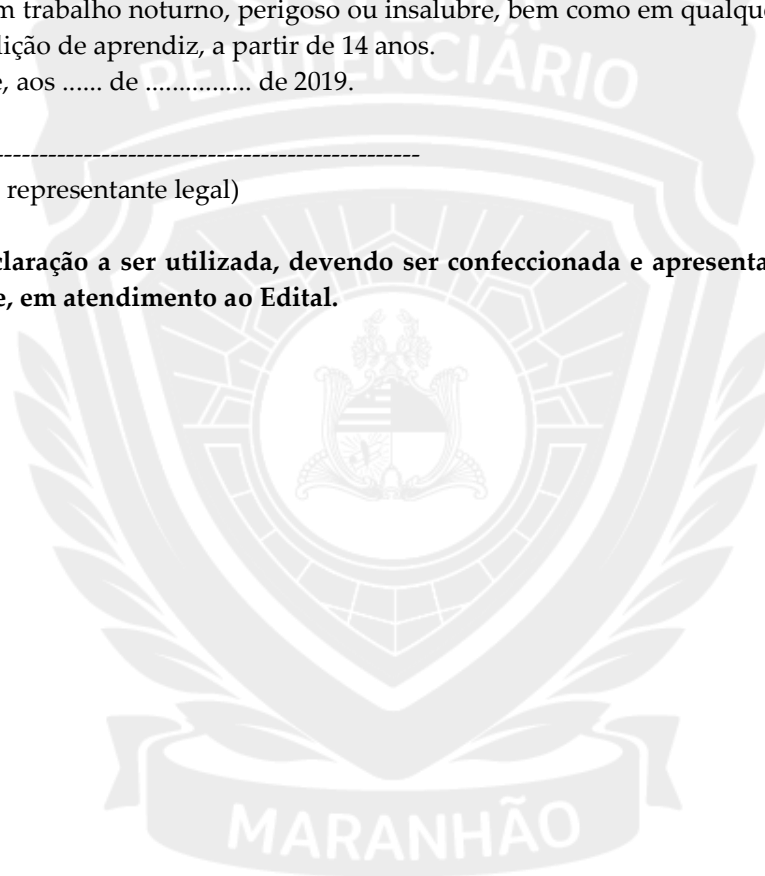 m trabalho noturno, perigoso ou insalubre, bem como em qualque
dição de aprendiz, a partir de 14 anos.
e, aos ...... de ............... de 2019.
PENITENCIÁRIO
------------------------------------------------
representante legal)
claração a ser utilizada, devendo ser confeccionada e apresenta
e, em atendimento ao Edital.
MARANHÃO